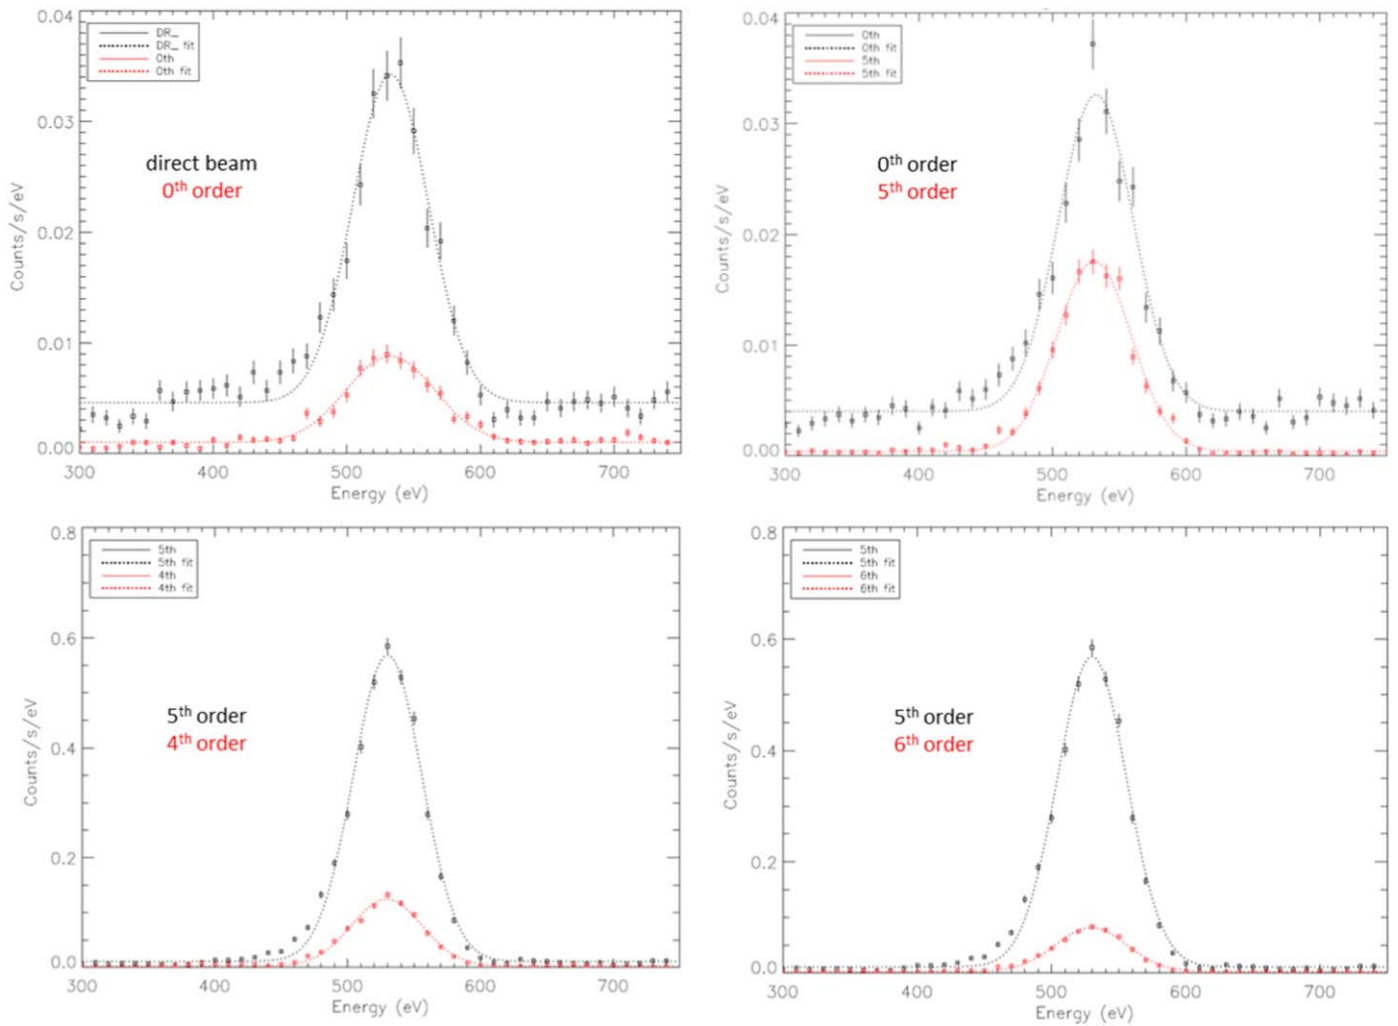 0.04
DR_
DR_ fit
0th
0th fit
0.03
direct beam
0th order
0.02
0.01
0.00
Counts/s/eV
300 400 500 600 700
Energy (eV)
0.04
0th
0th fit
5th
5th fit
0.03
0th order
5th order
0.02
0.01
0.00
Counts/s/eV
300 400 500 600 700
Energy (eV)
0.8
5th
5th fit
4th
4th fit
0.6
5th order
4th order
0.4
0.2
0.0
Counts/s/eV
300 400 500 600 700
Energy (eV)
0.8
5th
5th fit
6th
6th fit
0.6
5th order
6th order
0.4
0.2
0.0
Counts/s/eV
300 400 500 600 700
Energy (eV)